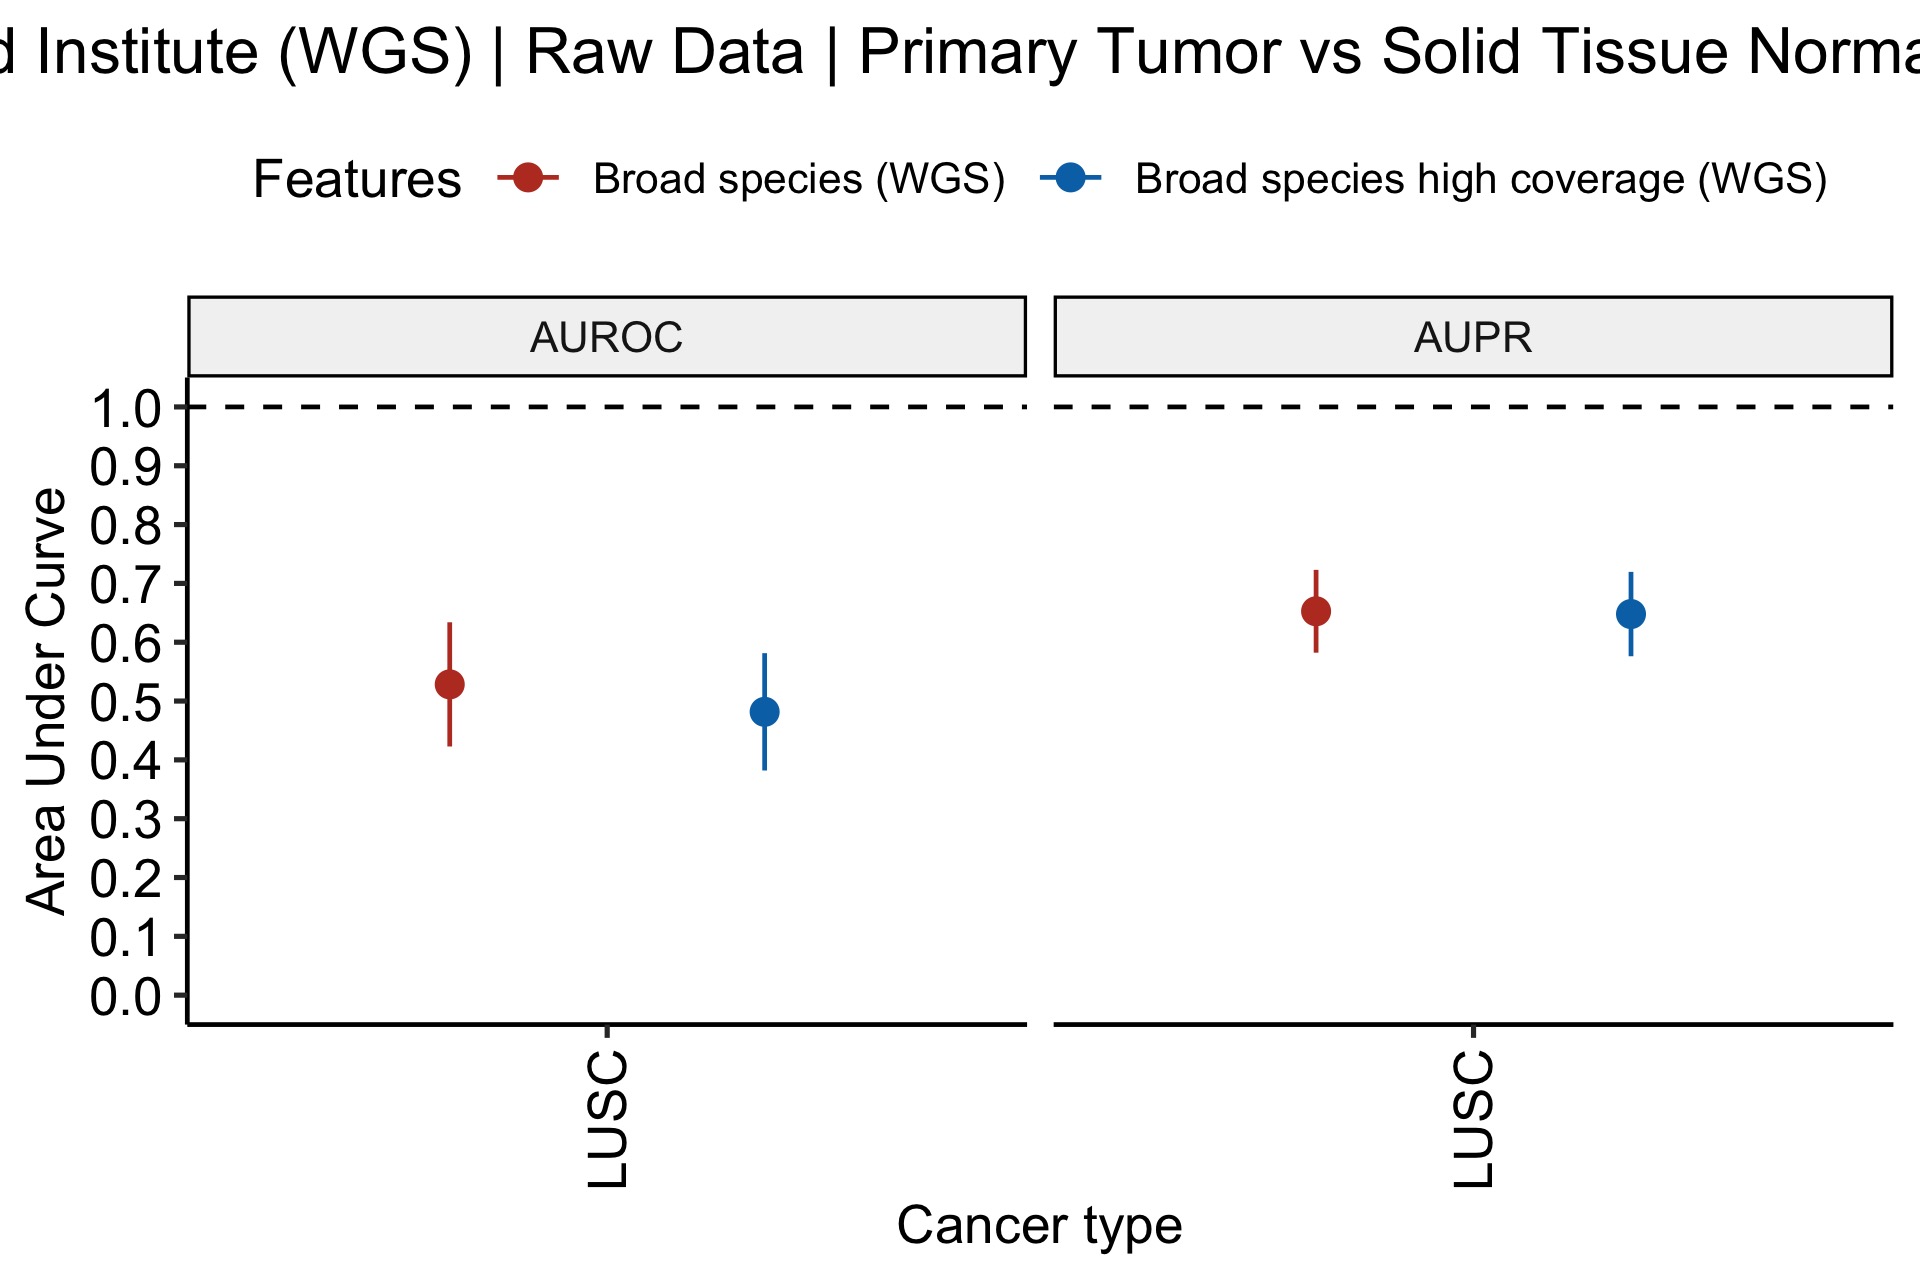 d Institute (WGS) | Raw Data | Primary Tumor vs Solid Tissue Norma
Features Broad species (WGS) Broad species high coverage (WGS)
AUROC AUPR
Area Under Curve
1.0
0.9
0.8
0.7
0.6
0.5
0.4
0.3
0.2
0.1
0.0
LUSC LUSC
Cancer type